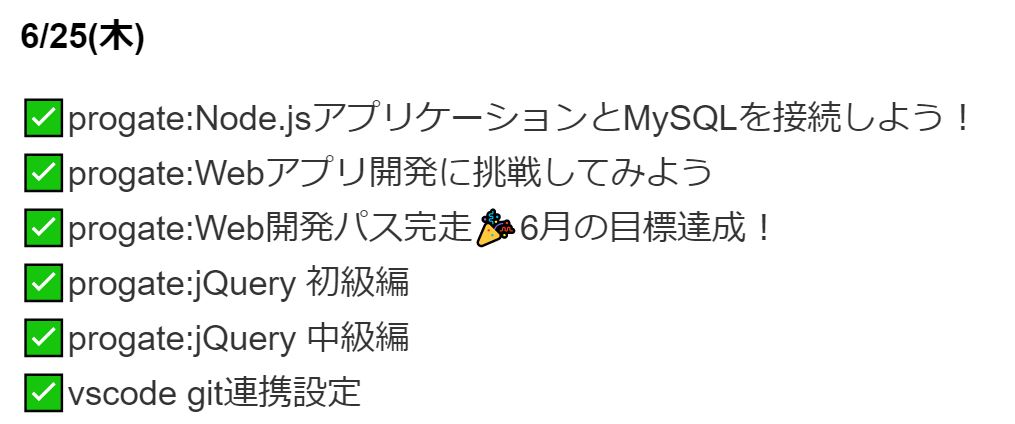 6/25(木)
✅progate:Node.jsアプリケーションとMySQLを接続しよう！
✅progate:Webアプリ開発に挑戦してみよう
✅progate:Web開発パス完走🎉6月の目標達成！
✅progate:jQuery 初級編
✅progate:jQuery 中級編
✅vscode git連携設定